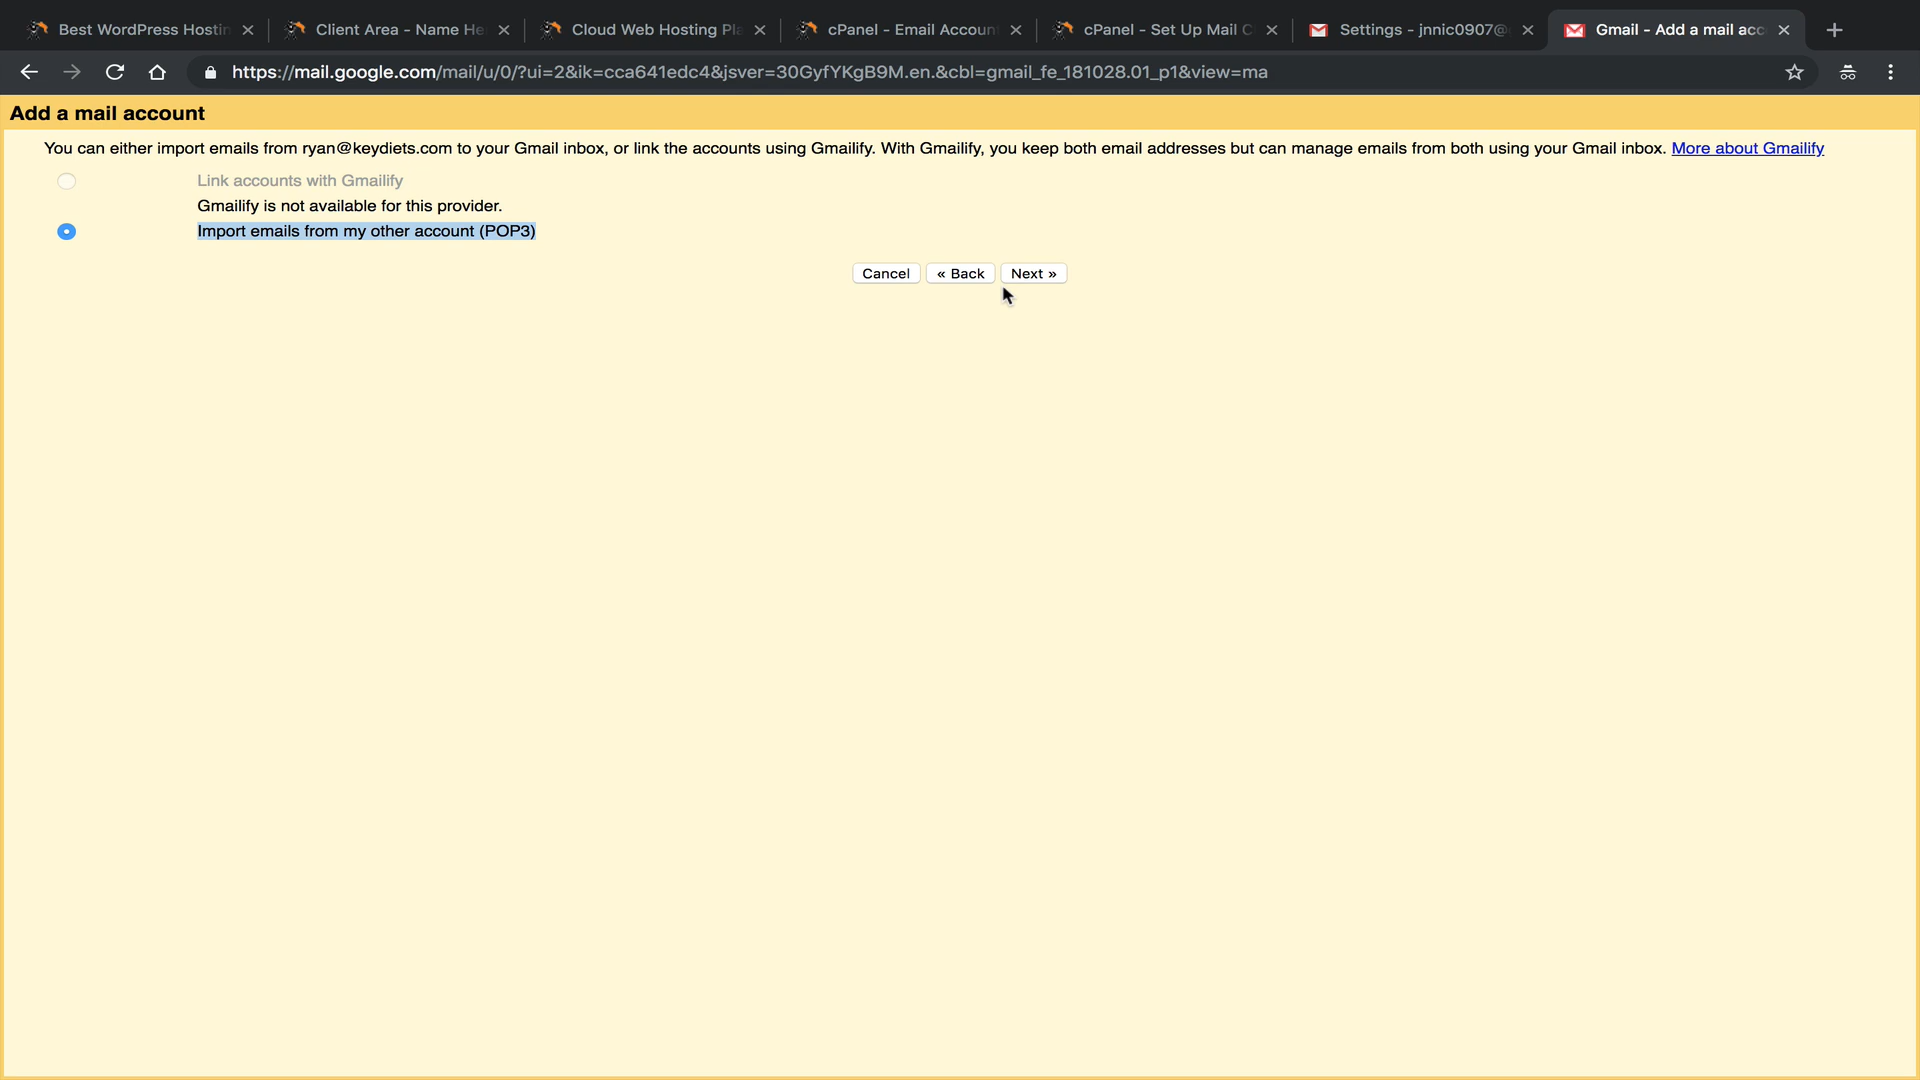 Best WordPress Hostin
Client Area - Name He
Cloud Web Hosting Pla
cPanel - Email Accoun
cPanel - Set Up Mail C
Settings - jnnic0907@
Gmail - Add a mail acc
https://mail.google.com/mail/u/0/?ui=2&ik=cca641edc4&jsver=30GyfYKgB9M.en.&cbl=gmail_fe_181028.01_p1&view=ma
Add a mail account
You can either import emails from ryan@keydiets.com to your Gmail inbox, or link the accounts using Gmailify. With Gmailify, you keep both email addresses but can manage emails from both using your Gmail inbox. More about Gmailify
Link accounts with Gmailify
Gmailify is not available for this provider.
Import emails from my other account (POP3)
Cancel « Back Next »